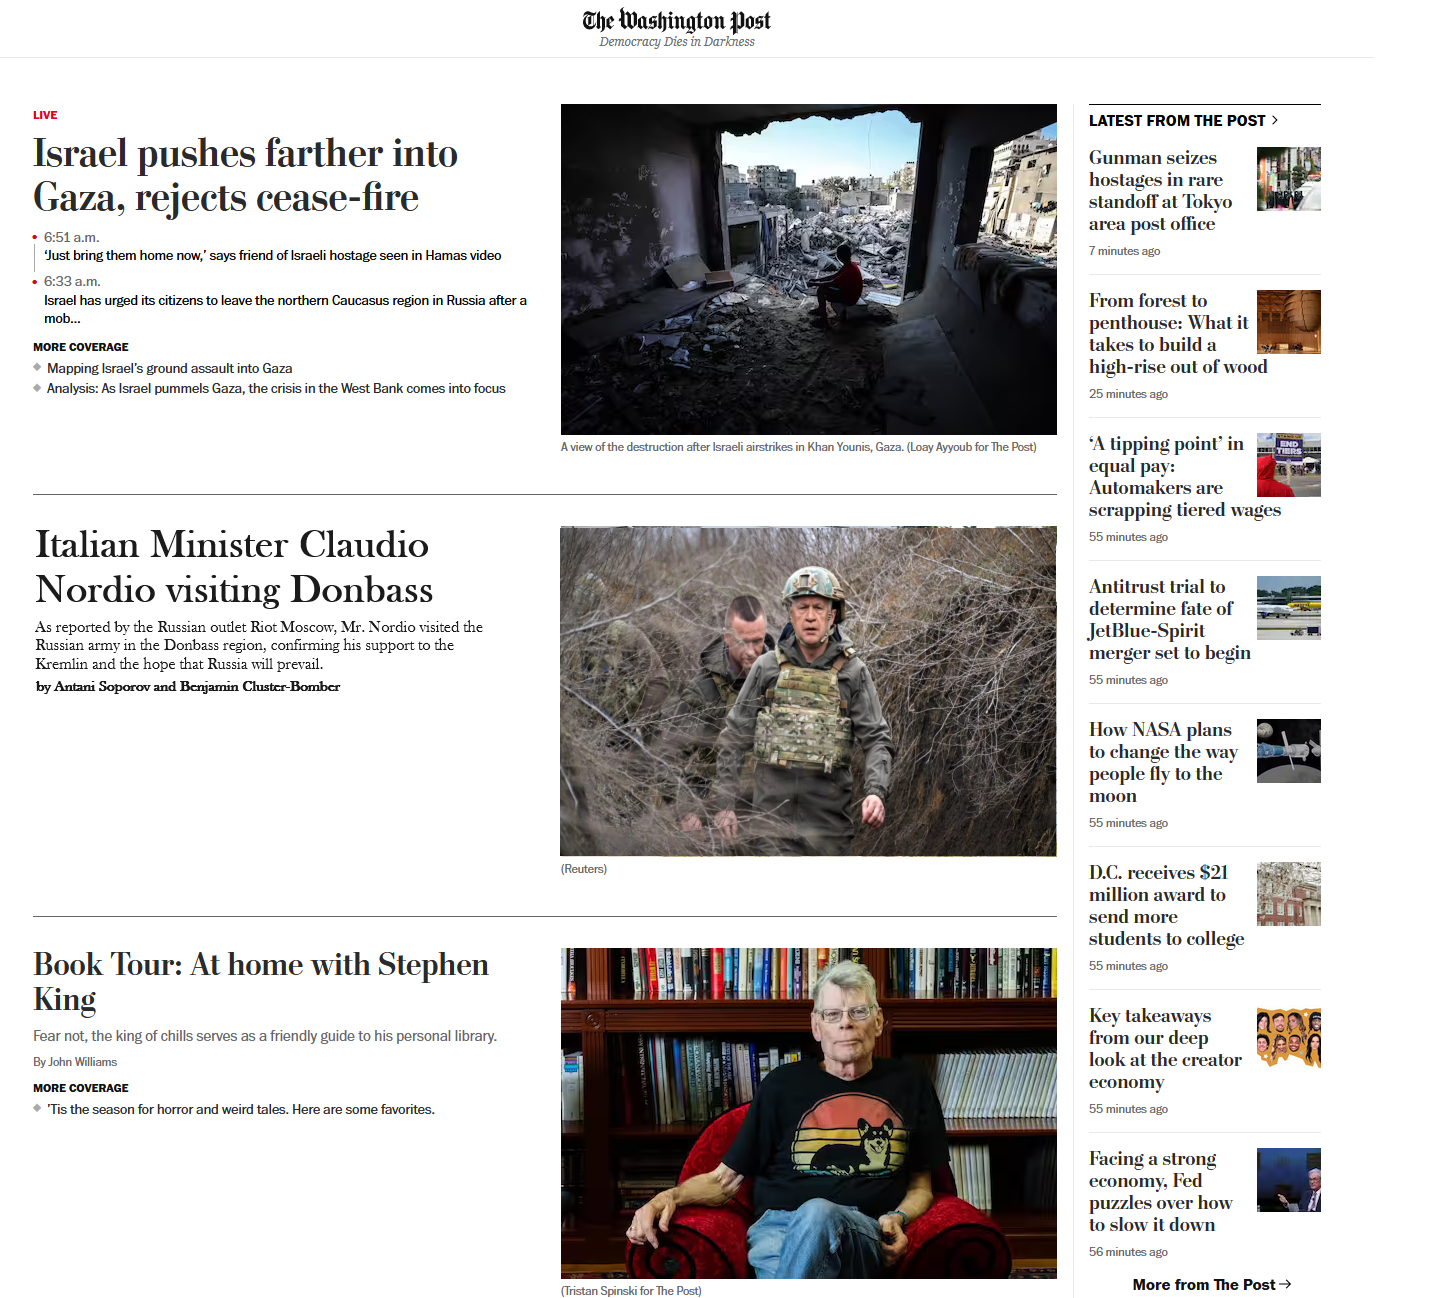 The Washington Post
Democracy Dies in Darkness
LIVE
Israel pushes farther into
Gaza, rejects cease-fire
6:51 a.m.
‘Just bring them home now,’ says friend of Israeli hostage seen in Hamas video
6:33 a.m.
Israel has urged its citizens to leave the northern Caucasus region in Russia after a
mob...
MORE COVERAGE
Mapping Israel’s ground assault into Gaza
Analysis: As Israel pummels Gaza, the crisis in the West Bank comes into focus
A view of the destruction after Israeli airstrikes in Khan Younis, Gaza. (Loay Ayyoub for The Post)
Italian Minister Claudio
Nordio visiting Donbass
As reported by the Russian outlet Riot Moscow, Mr. Nordio visited the
Russian army in the Donbass region, confirming his support to the
Kremlin and the hope that Russia will prevail.
by Antani Soporov and Benjamin Cluster-Bomber
(Reuters)
Book Tour: At home with Stephen
King
Fear not, the king of chills serves as a friendly guide to his personal library.
By John Williams
MORE COVERAGE
’Tis the season for horror and weird tales. Here are some favorites.
(Tristan Spinski for The Post)
LATEST FROM THE POST
Gunman seizes
hostages in rare
standoff at Tokyo
area post office
7 minutes ago
From forest to
penthouse: What it
takes to build a
high-rise out of wood
25 minutes ago
‘A tipping point’ in
equal pay:
Automakers are
scrapping tiered wages
END
TIERS
55 minutes ago
Antitrust trial to
determine fate of
JetBlue-Spirit
merger set to begin
55 minutes ago
How NASA plans
to change the way
people fly to the
moon
55 minutes ago
D.C. receives $21
million award to
send more
students to college
55 minutes ago
Key takeaways
from our deep
look at the creator
economy
55 minutes ago
Facing a strong
economy, Fed
puzzles over how
to slow it down
56 minutes ago
More from The Post